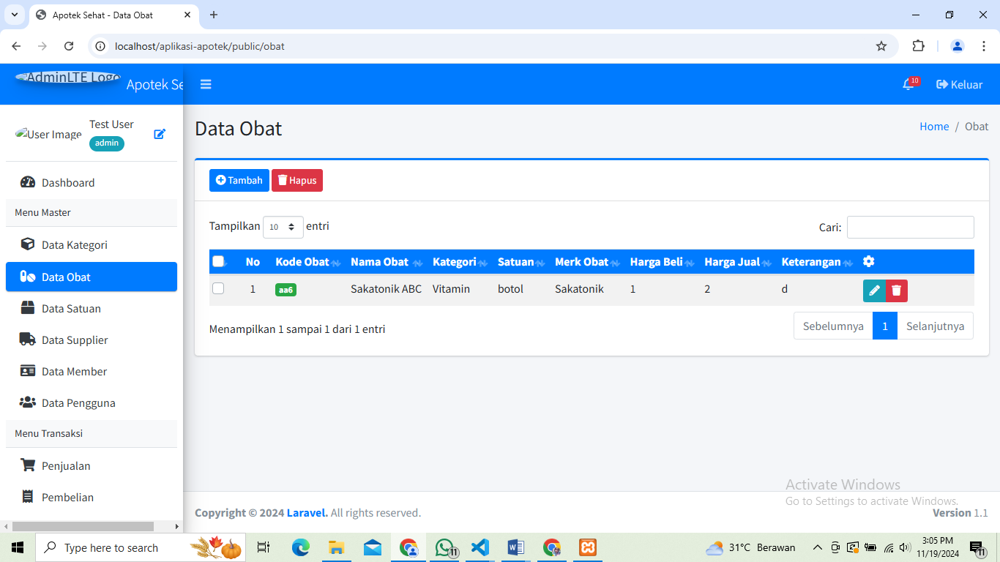 Apotek Sehat - Data Obat
localhost/aplikasi-apotek/public/obat
AdminLTE Logo
Apotek Se
10
Keluar
User Image
Test User
admin
Data Obat
Home / Obat
Dashboard
Menu Master
Data Kategori
Data Obat
Data Satuan
Data Supplier
Data Member
Data Pengguna
Menu Transaksi
Penjualan
Pembelian
Tambah Hapus
Tampilkan 10 entri
Cari:
No Kode Obat Nama Obat Kategori Satuan Merk Obat Harga Beli Harga Jual Keterangan
1 aa6 Sakatonik ABC Vitamin botol Sakatonik 1 2 d
Menampilkan 1 sampai 1 dari 1 entri
Sebelumnya 1 Selanjutnya
Activate Windows
Go to Settings to activate Windows.
Copyright © 2024 Laravel. All rights reserved.
Version 1.1
Type here to search
11
31°C Berawan
3:05 PM
11/19/2024
11